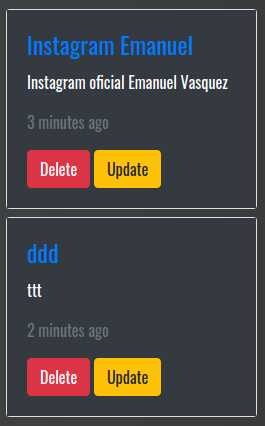 Instagram Emanuel
Instagram oficial Emanuel Vasquez
3 minutes ago
Delete Update
ddd
ttt
2 minutes ago
Delete Update